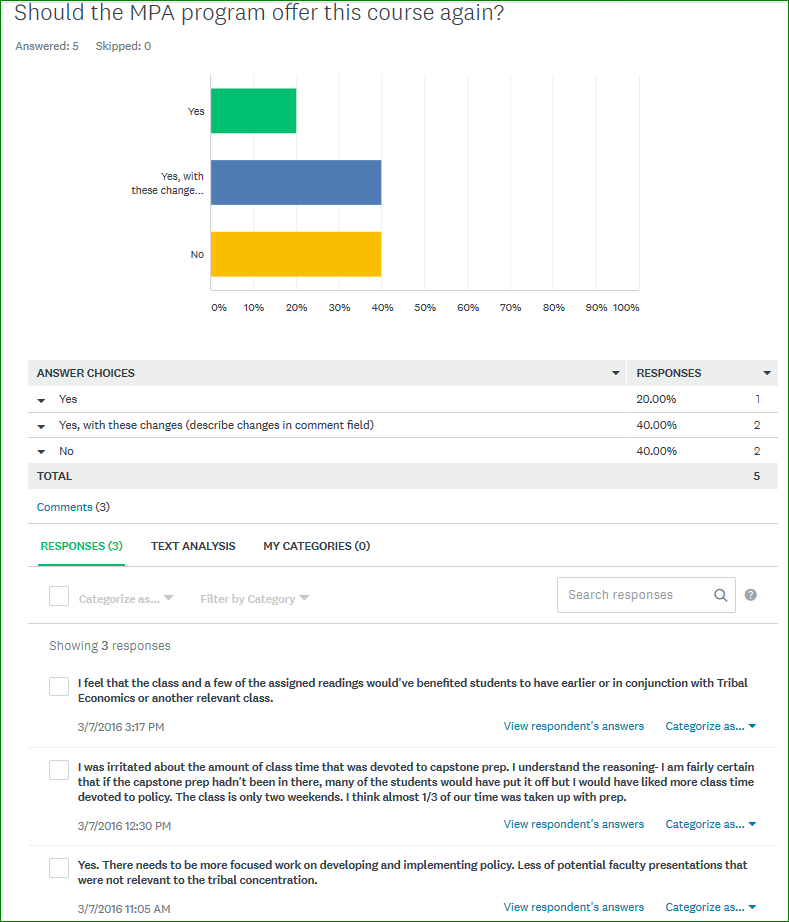 Should the MPA program offer this course again?
Answered: 5 Skipped: 0
Yes
Yes, with
these change...
No
0% 10% 20% 30% 40% 50% 60% 70% 80% 90% 100%
ANSWER CHOICES RESPONSES
Yes 20.00% 1
Yes, with these changes (describe changes in comment field) 40.00% 2
No 40.00% 2
TOTAL 5
Comments (3)
RESPONSES (3) TEXT ANALYSIS MY CATEGORIES (0)
Categorize as... Filter by Category Search responses ?
Showing 3 responses
I feel that the class and a few of the assigned readings would've benefited students to have earlier or in conjunction with Tribal
Economics or another relevant class.
3/7/2016 3:17 PM View respondent's answers Categorize as...
I was irritated about the amount of class time that was devoted to capstone prep. I understand the reasoning- I am fairly certain
that if the capstone prep hadn't been in there, many of the students would have put it off but I would have liked more class time
devoted to policy. The class is only two weekends. I think almost 1/3 of our time was taken up with prep.
3/7/2016 12:30 PM View respondent's answers Categorize as...
Yes. There needs to be more focused work on developing and implementing policy. Less of potential faculty presentations that
were not relevant to the tribal concentration.
3/7/2016 11:05 AM View respondent's answers Categorize as...